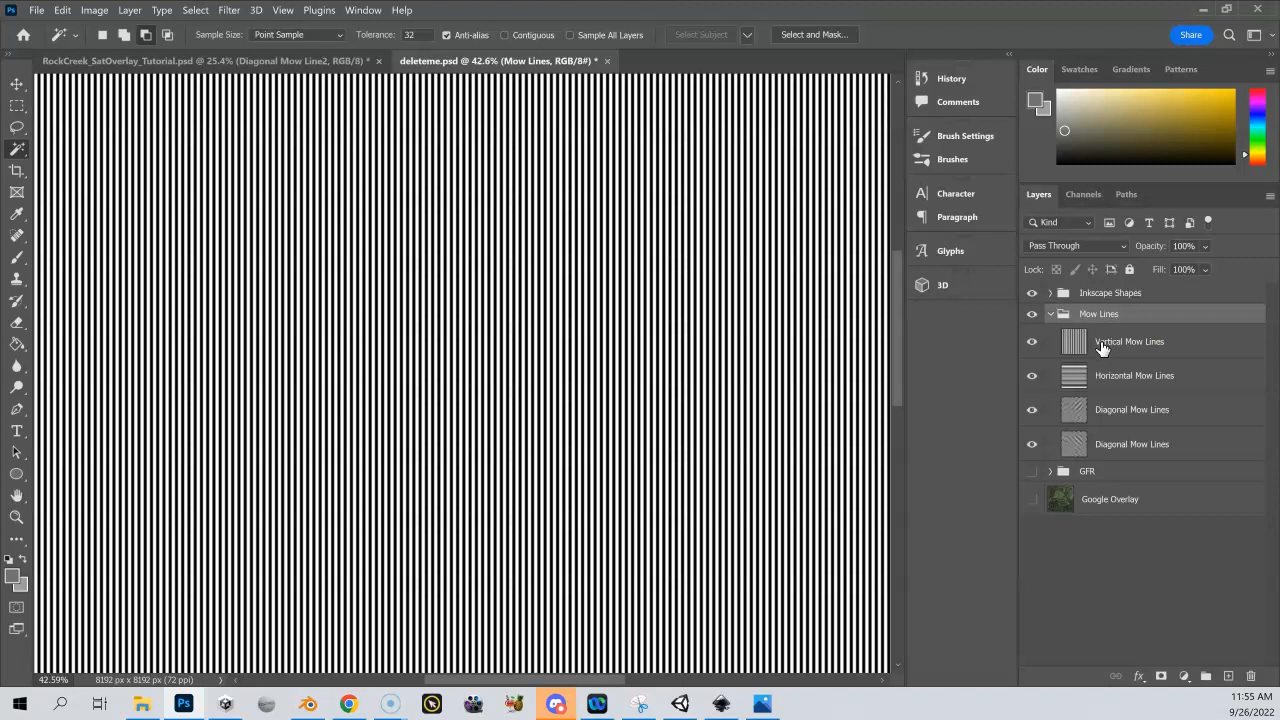 Ps File Edit Image Layer Type Select Filter 3D View Plugins Window Help
Sample Size: Point Sample Tolerance: 32 Anti-alias Contiguous Sample All Layers Select Subject Select and Mask... Share
RockCreek_SatOverlay_Tutorial.psd @ 25.4% (Diagonal Mow Line2, RGB/8) * × deleteme.psd @ 42.6% (Mow Lines, RGB/8#) * ×
History
Comments
Brush Settings
Brushes
Character
Paragraph
Glyphs
3D
Color Swatches Gradients Patterns
Layers Channels Paths
Kind
Pass Through Opacity: 100%
Lock: Fill: 100%
Inkscape Shapes
Mow Lines
Vertical Mow Lines
Horizontal Mow Lines
Diagonal Mow Lines
Diagonal Mow Lines
GFR
Google Overlay
42.59% 8192 px x 8192 px (72 ppi)
Ps
11:55 AM
9/26/2022